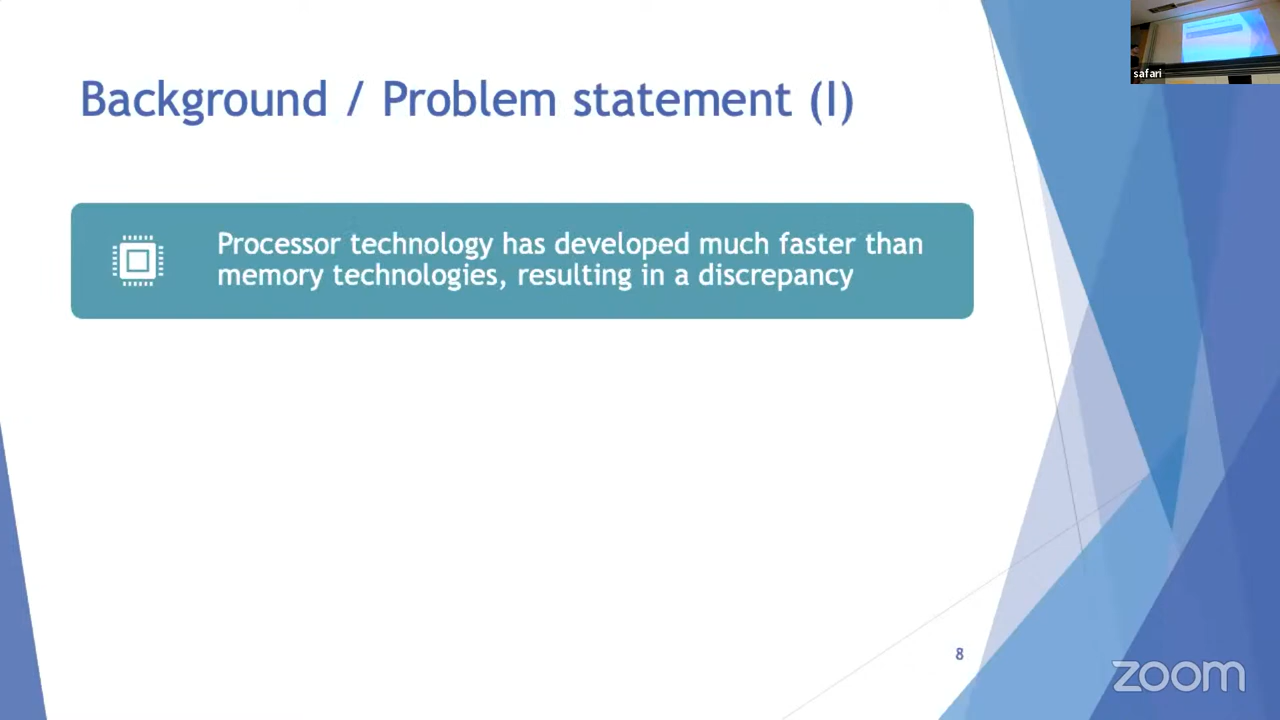 Background / Problem statement (I)
safari
Processor technology has developed much faster than
memory technologies, resulting in a discrepancy
8
zoom